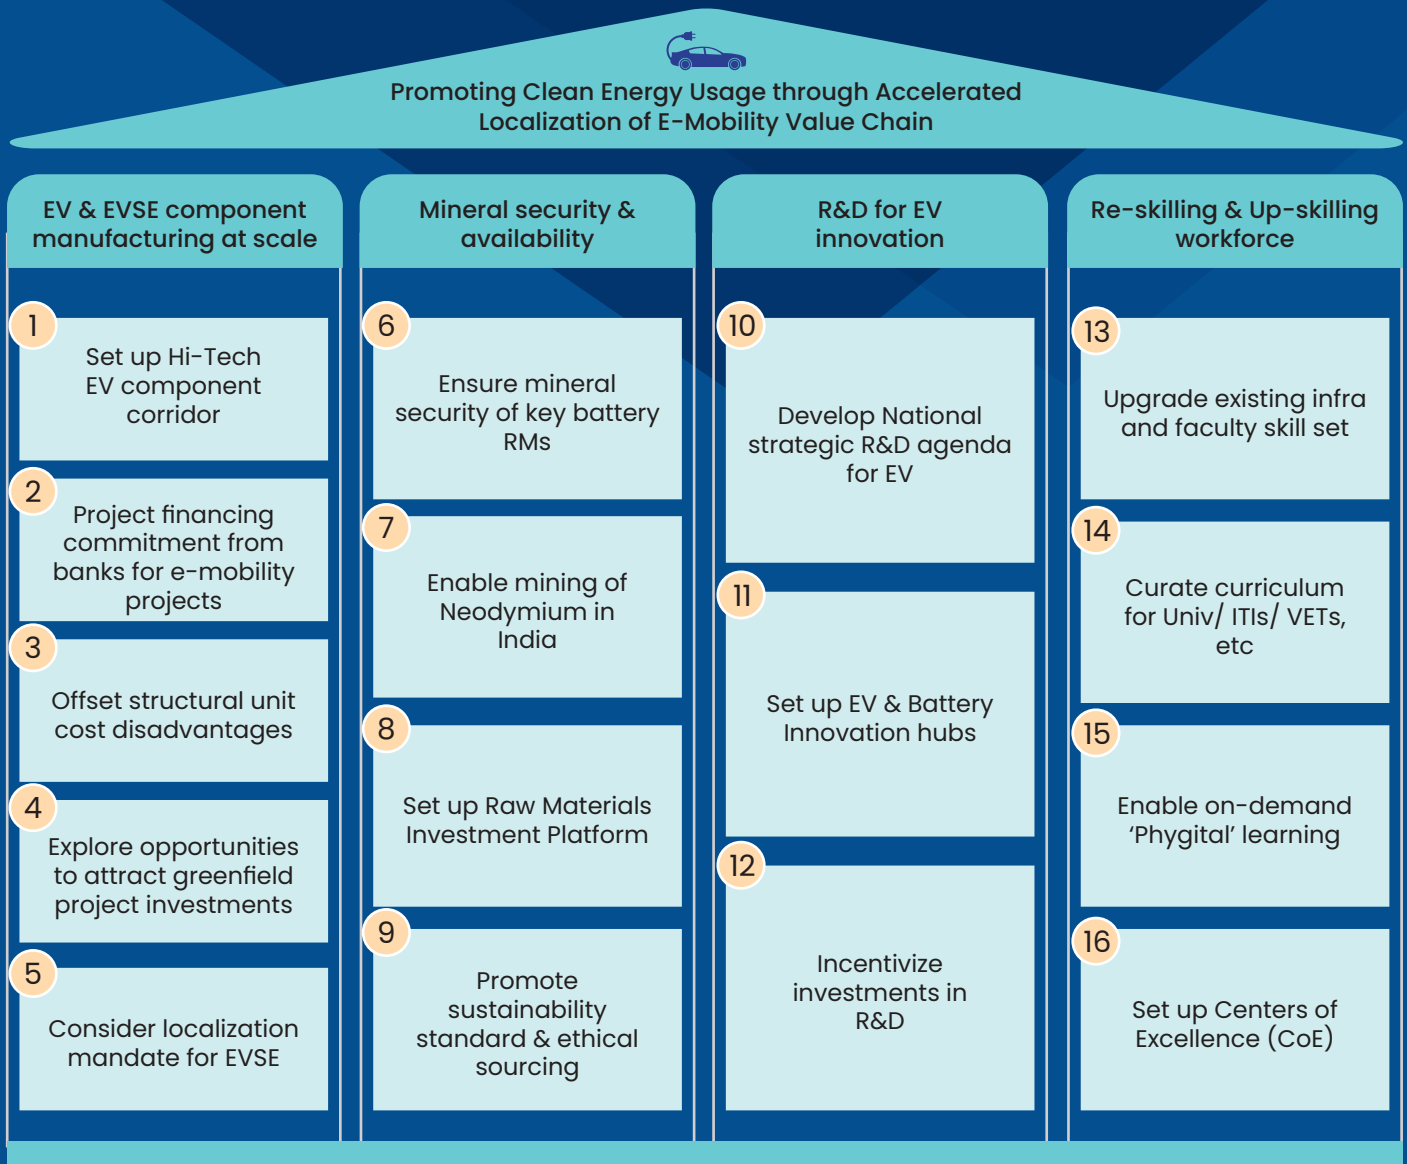 Promoting Clean Energy Usage through Accelerated
Localization of E-Mobility Value Chain
EV & EVSE component
manufacturing at scale
1
Set up Hi-Tech
EV component
corridor
2
Project financing
commitment from
banks for e-mobility
projects
3
Offset structural unit
cost disadvantages
4
Explore opportunities
to attract greenfield
project investments
5
Consider localization
mandate for EVSE
Mineral security &
availability
6
Ensure mineral
security of key battery
RMs
7
Enable mining of
Neodymium in
India
8
Set up Raw Materials
Investment Platform
9
Promote
sustainability
standard & ethical
sourcing
R&D for EV
innovation
10
Develop National
strategic R&D agenda
for EV
11
Set up EV & Battery
Innovation hubs
12
Incentivize
investments in
R&D
Re-skilling & Up-skilling
workforce
13
Upgrade existing infra
and faculty skill set
14
Curate curriculum
for Univ/ ITIs/ VETs,
etc
15
Enable on-demand
‘Phygital’ learning
16
Set up Centers of
Excellence (CoE)